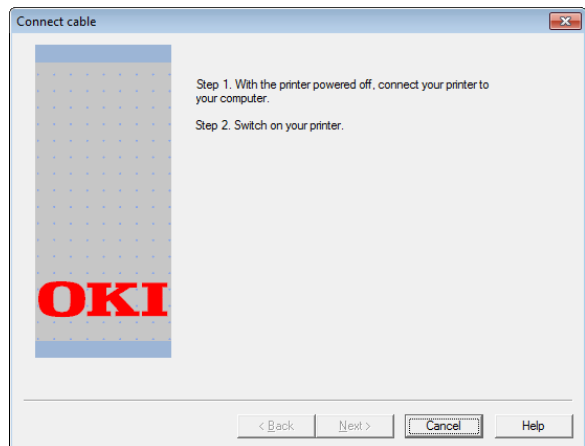 Connect cable
Step 1. With the printer powered off, connect your printer to
your computer.
Step 2. Switch on your printer.
OKI
< Back Next > Cancel Help